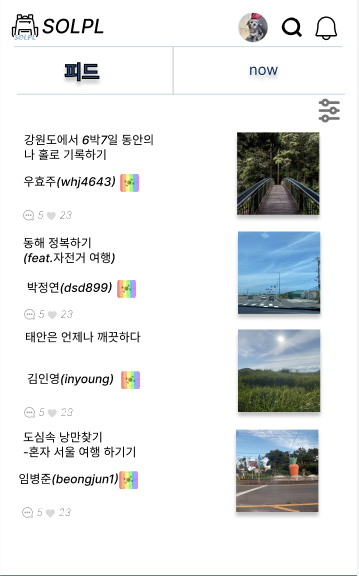 SOLPL
SOLPL
피드
now
강원도에서 6박7일 동안의
나 홀로 기록하기
우효주(whj4643)
5 23
동해 정복하기
(feat.자전거 여행)
박정연(dsd899)
5 23
태안은 언제나 깨끗하다
김인영(inyoung)
5 23
도심속 낭만찾기
-혼자 서울 여행 하기기
임병준(beongjun1)
5 23